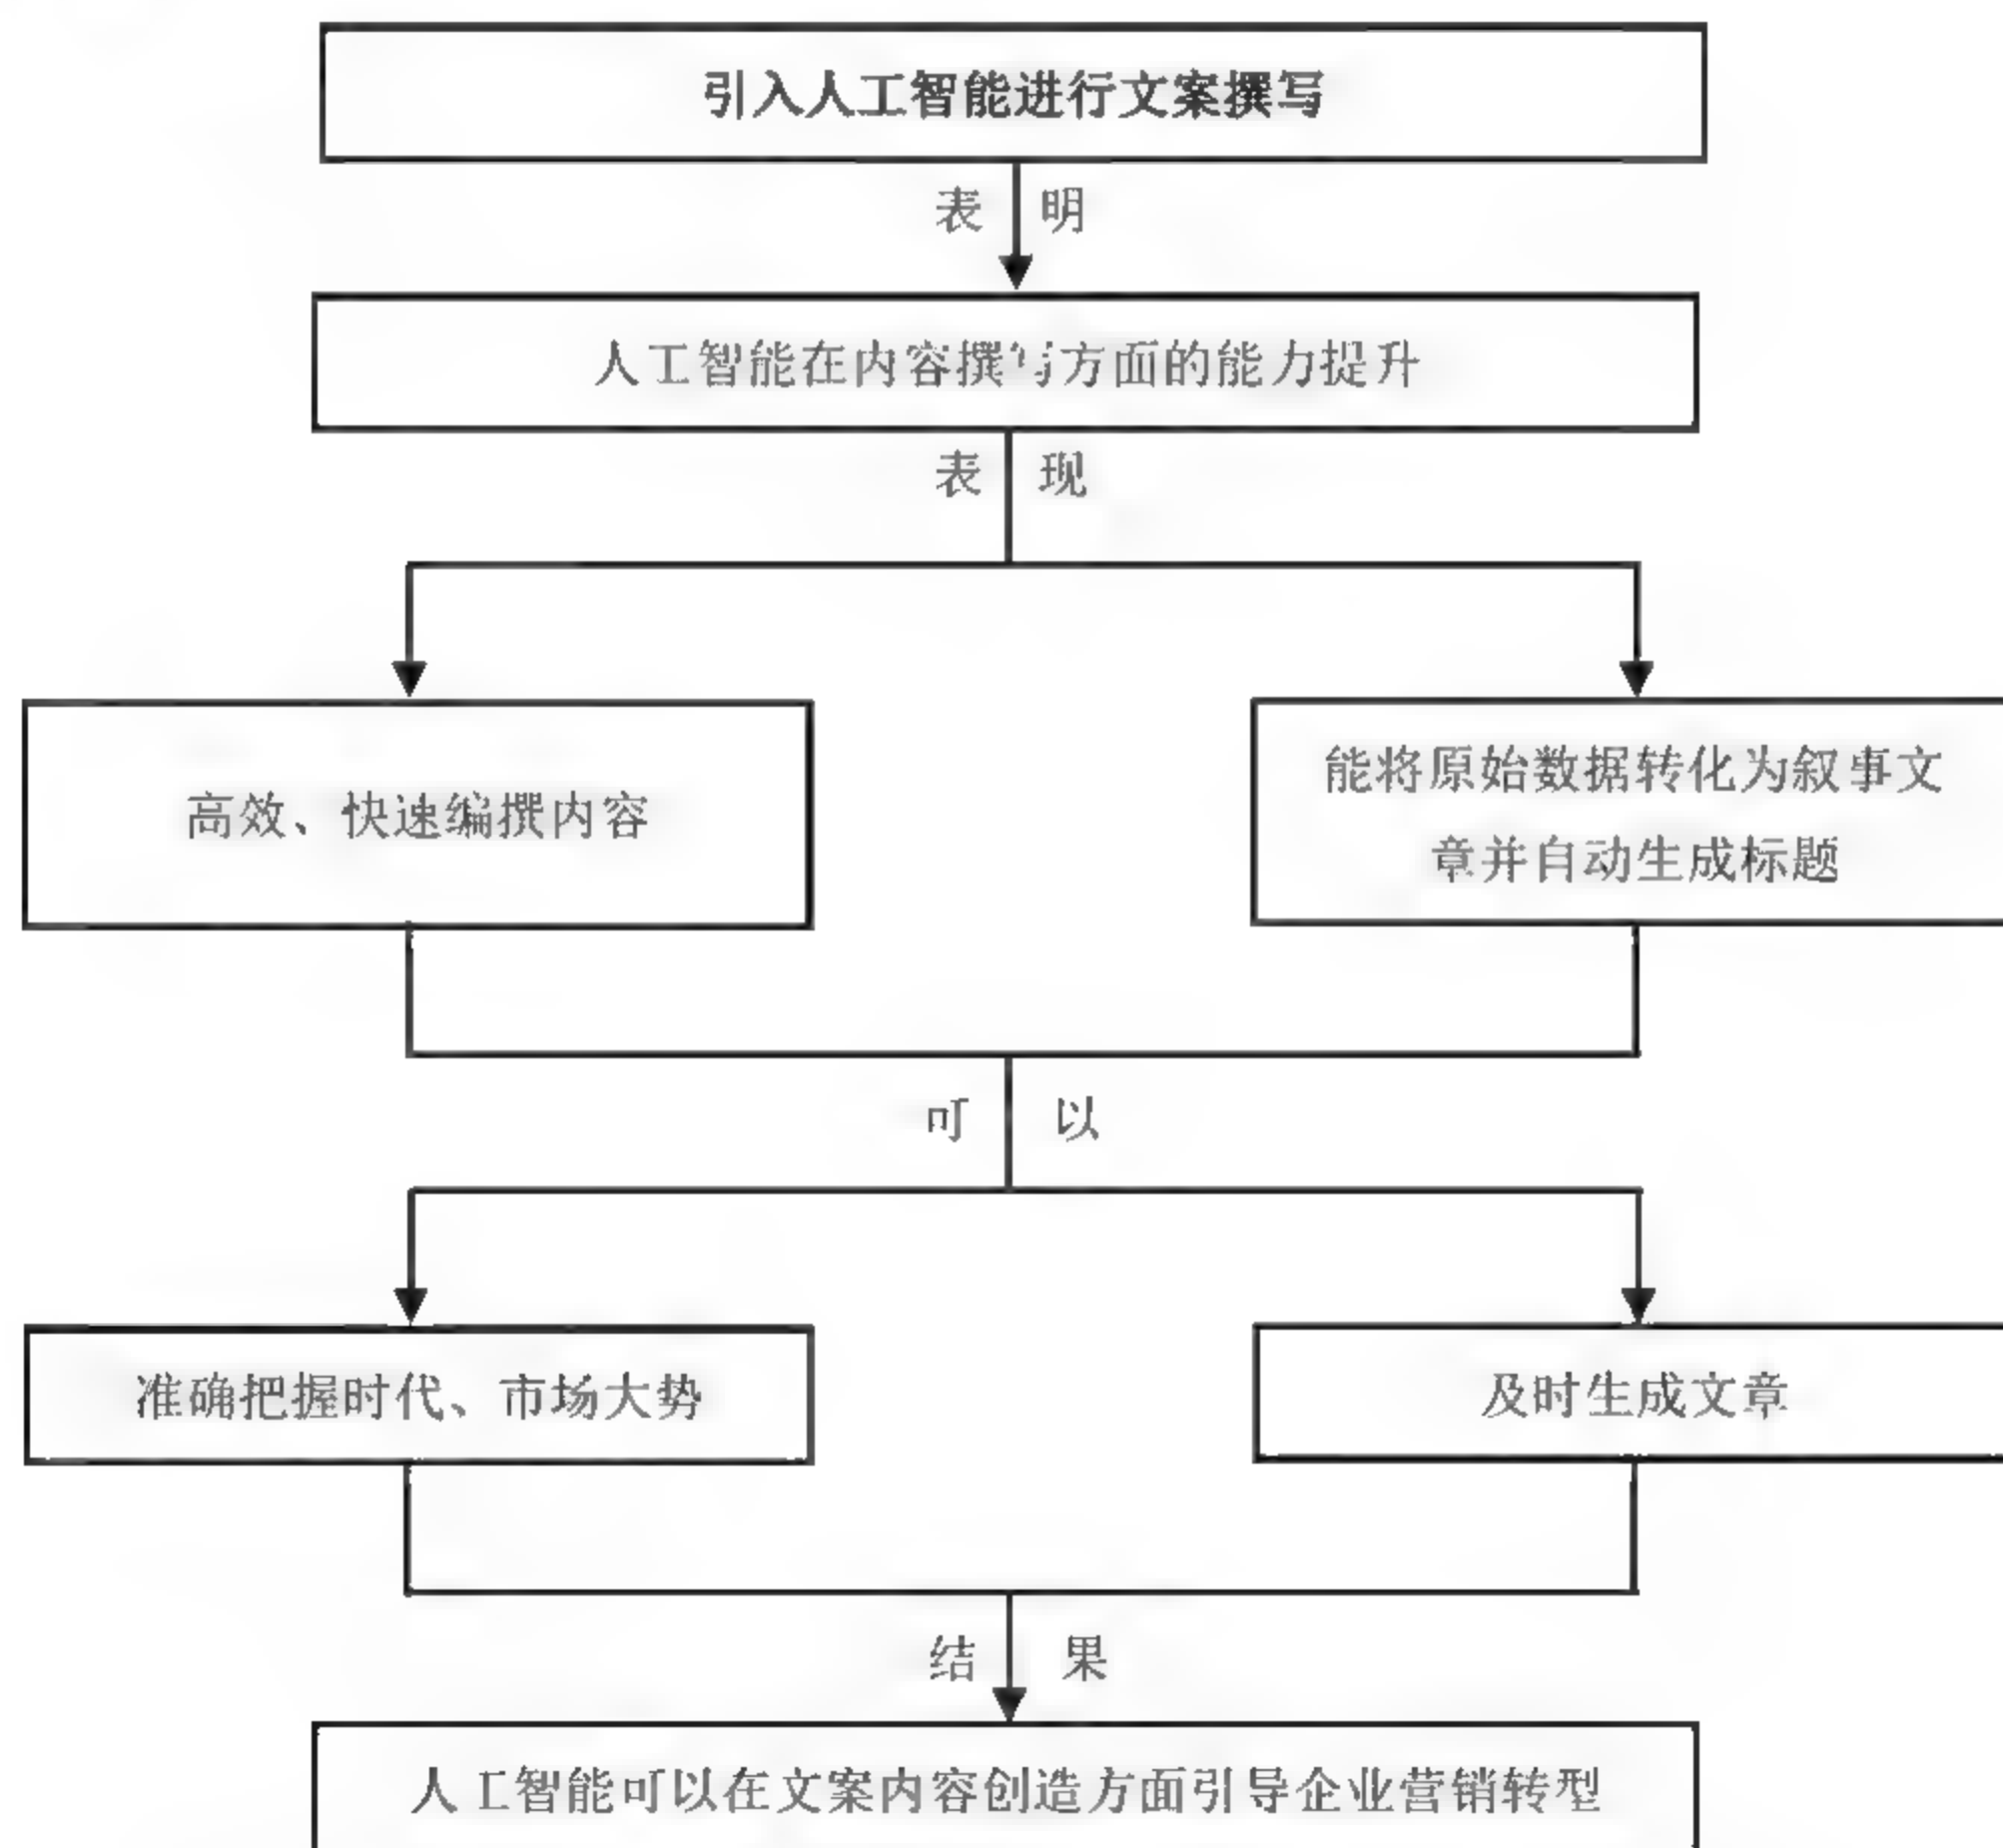 引入人工智能进行文案撰写
表 明
人工智能在内容撰写方面的能力提升
表 现
高效、快速编撰内容
能将原始数据转化为叙事文
章并自动生成标题
可 以
准确把握时代、市场大势
及时生成文章
结 果
人工智能可以在文案内容创造方面引导企业营销转型